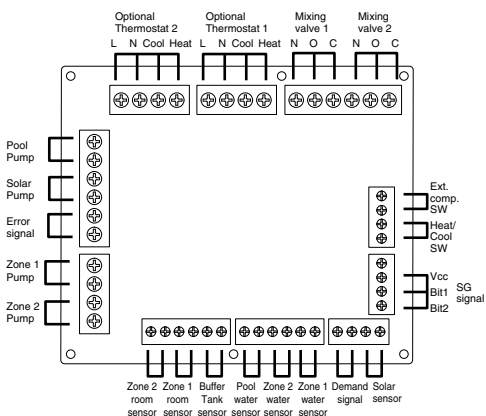 Optional Thermostat 2
Optional Thermostat 1
Mixing valve 1
Mixing valve 2
L N Cool Heat
L N Cool Heat
N O C
N O C
Pool Pump
Solar Pump
Error signal
Zone 1 Pump
Zone 2 Pump
Ext. comp. SW
Heat/ Cool SW
Vcc
Bit1
Bit2
SG signal
Zone 2 room sensor
Zone 1 room sensor
Buffer Tank sensor
Pool water sensor
Zone 2 water sensor
Zone 1 water sensor
Demand signal
Solar sensor